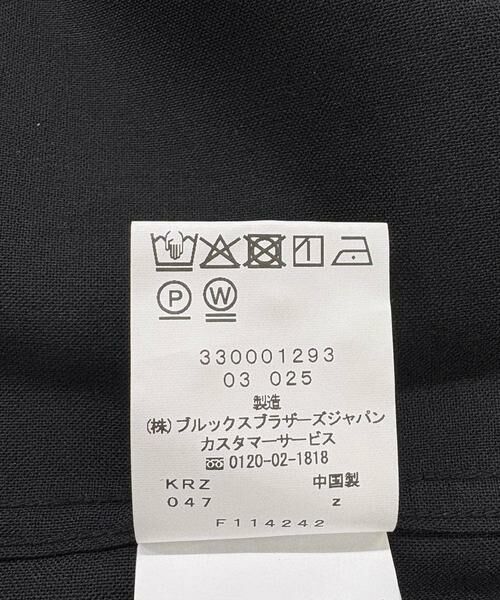 P W
330001293
03 025
製造
(株) ブルックスブラザーズジャパン
カスタマーサービス
0120-02-1818
KRZ 中国製
047 z
F114242